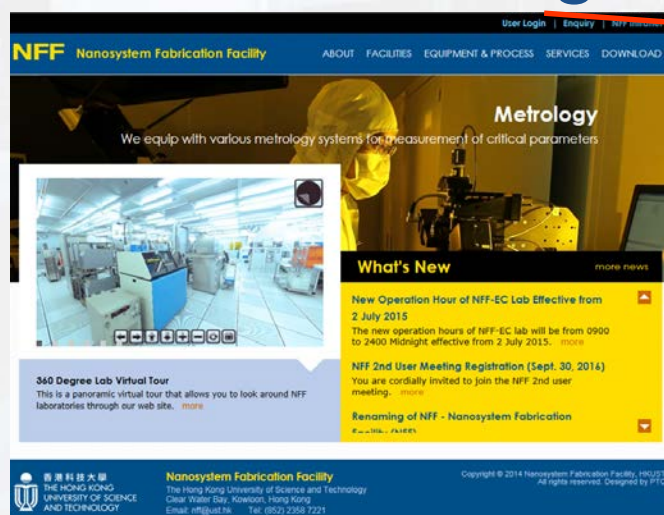 User Login | Enquiry | NFF Intranet
NFF Nanosystem Fabrication Facility
ABOUT FACILITIES EQUIPMENT & PROCESS SERVICES DOWNLOAD
Metrology
We equip with various metrology systems for measurement of critical parameters
What's New more news
New Operation Hour of NFF-EC Lab Effective from
2 July 2015
The new operation hours of NFF-EC lab will be from 0900
to 2400 Midnight effective from 2 July 2015. more
NFF 2nd User Meeting Registration (Sept. 30, 2016)
You are cordially invited to join the NFF 2nd user
meeting. more
Renaming of NFF - Nanosystem Fabrication
Facility (NFF)
360 Degree Lab Virtual Tour
This is a panoramic virtual tour that allows you to look around NFF
laboratories through our web site. more
香港科技大學
THE HONG KONG
UNIVERSITY OF SCIENCE
AND TECHNOLOGY
Nanosystem Fabrication Facility
The Hong Kong University of Science and Technology
Clear Water Bay, Kowloon, Hong Kong
Email: nff@ust.hk Tel: (852) 2358 7221
Copyright © 2014 Nanosystem Fabrication Facility, HKUST
All rights reserved. Designed by PTC